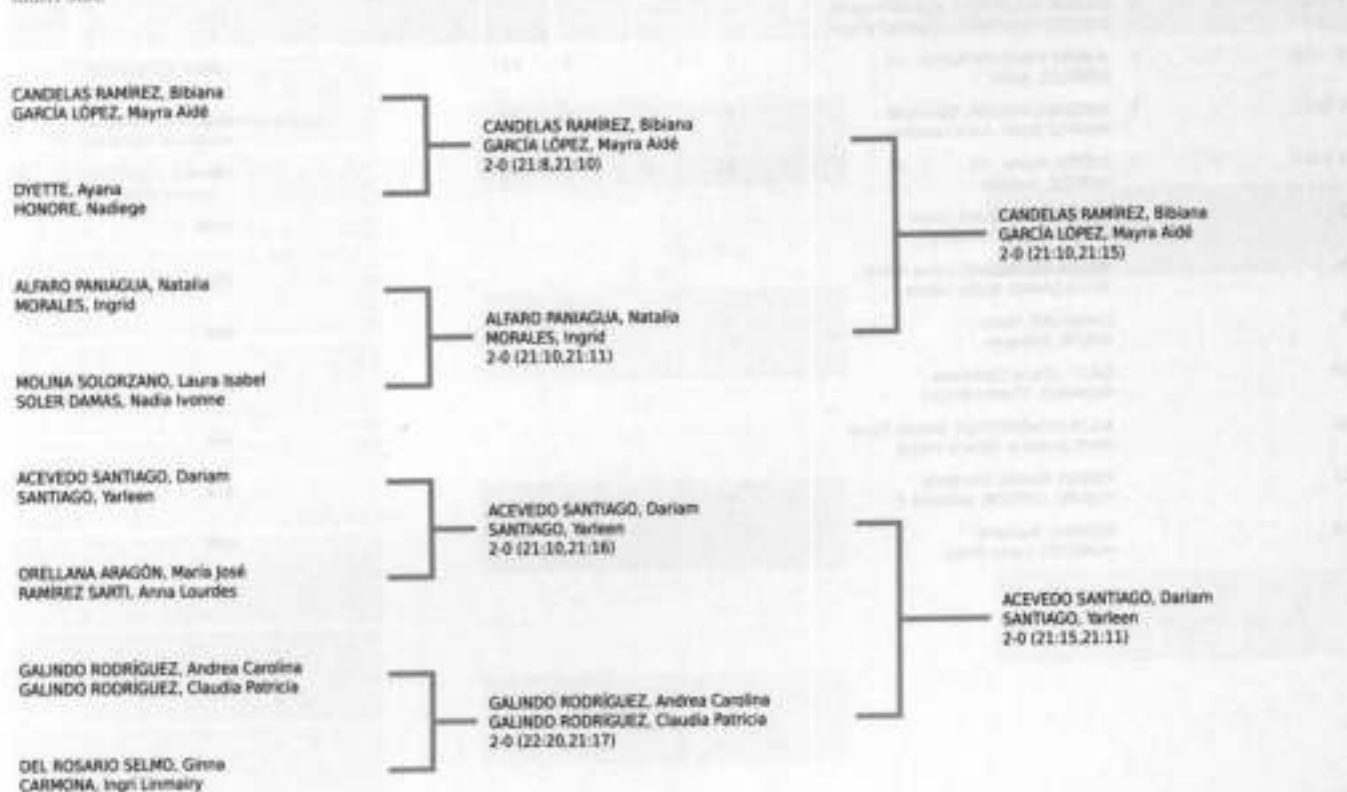 CANDELAS RAMÍREZ, Bibiana
GARCÍA LÓPEZ, Mayra Aidé
DYETTE, Ayana
HONORE, Nadiege
ALFARO PANIAGUA, Natalia
MORALES, Ingrid
MOLINA SOLORZANO, Laura Isabel
SOLER DAMAS, Nadia Ivonne
ACEVEDO SANTIAGO, Dariam
SANTIAGO, Yarleen
ORELLANA ARAGÓN, María José
RAMÍREZ SARTI, Anna Lourdes
GALINDO RODRÍGUEZ, Andrea Carolina
GALINDO RODRÍGUEZ, Claudia Patricia
DEL ROSARIO SELMO, Ginna
CARMONA, Ingri Linmairy
CANDELAS RAMÍREZ, Bibiana
GARCÍA LÓPEZ, Mayra Aidé
2-0 (21:8,21:10)
ALFARO PANIAGUA, Natalia
MORALES, Ingrid
2-0 (21:10,21:11)
ACEVEDO SANTIAGO, Dariam
SANTIAGO, Yarleen
2-0 (21:10,21:16)
GALINDO RODRÍGUEZ, Andrea Carolina
GALINDO RODRÍGUEZ, Claudia Patricia
2-0 (22:20,21:17)
CANDELAS RAMÍREZ, Bibiana
GARCÍA LÓPEZ, Mayra Aidé
2-0 (21:10,21:15)
ACEVEDO SANTIAGO, Dariam
SANTIAGO, Yarleen
2-0 (21:15,21:11)